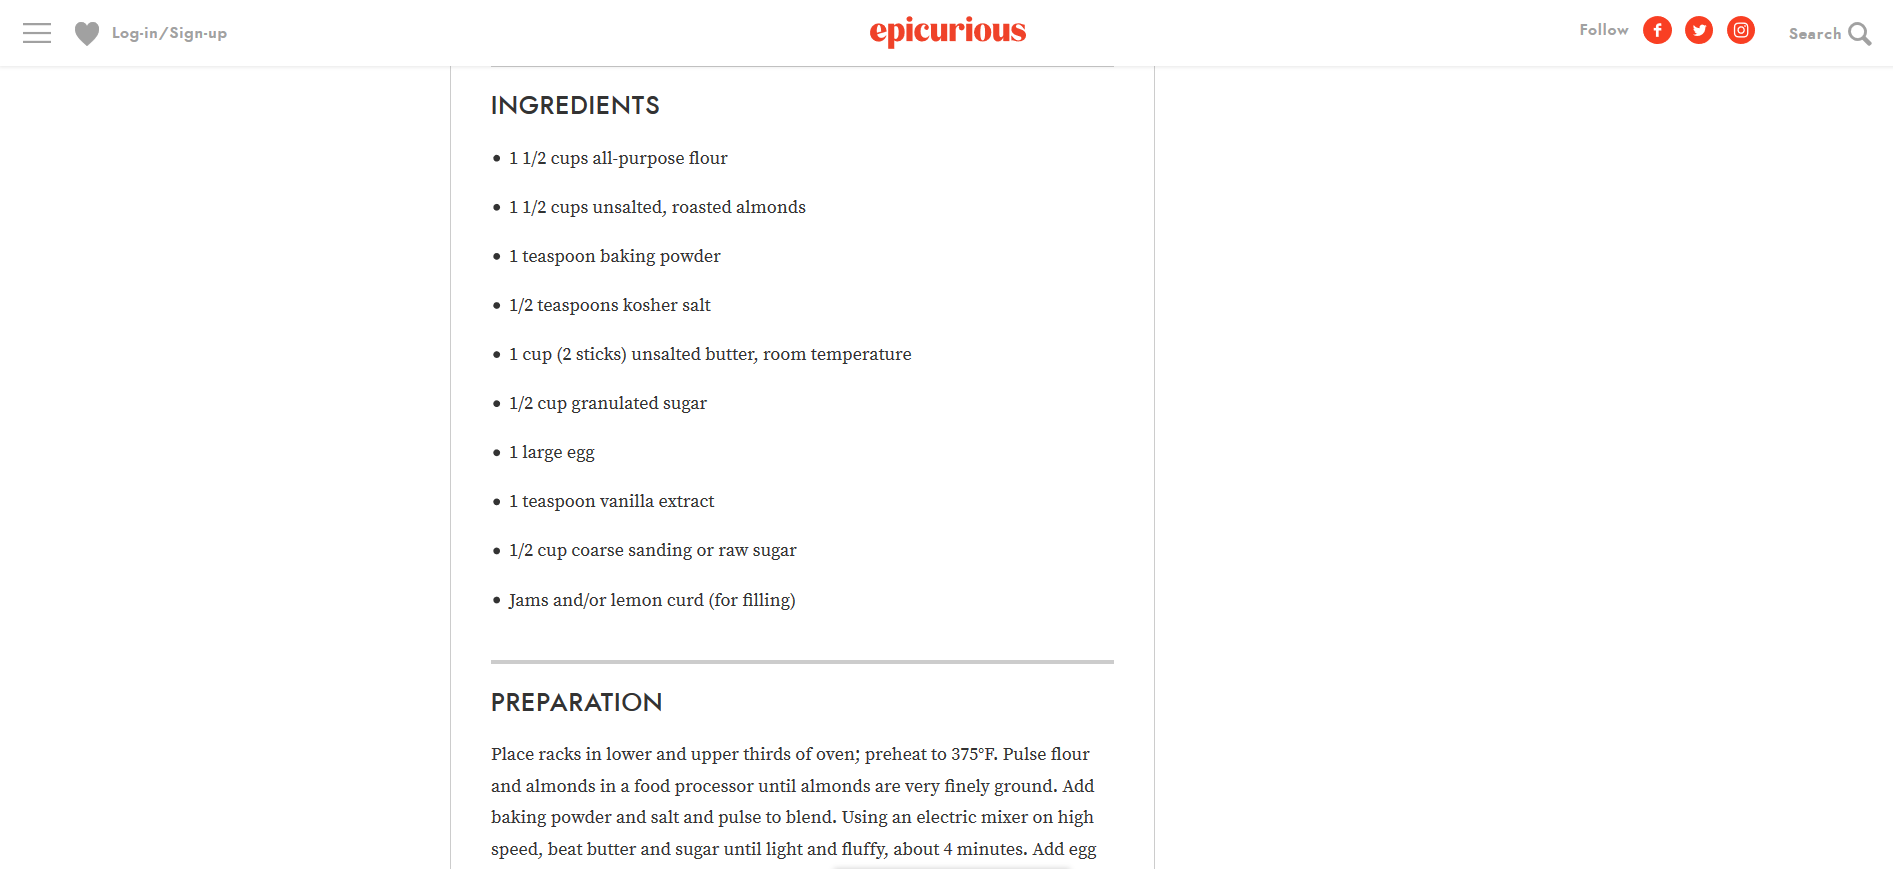 Log-in/Sign-up
epicurious
Follow
Search
INGREDIENTS
• 1 1/2 cups all-purpose flour
• 1 1/2 cups unsalted, roasted almonds
• 1 teaspoon baking powder
• 1/2 teaspoons kosher salt
• 1 cup (2 sticks) unsalted butter, room temperature
• 1/2 cup granulated sugar
• 1 large egg
• 1 teaspoon vanilla extract
• 1/2 cup coarse sanding or raw sugar
• Jams and/or lemon curd (for filling)
PREPARATION
Place racks in lower and upper thirds of oven; preheat to 375°F. Pulse flour
and almonds in a food processor until almonds are very finely ground. Add
baking powder and salt and pulse to blend. Using an electric mixer on high
speed, beat butter and sugar until light and fluffy, about 4 minutes. Add egg